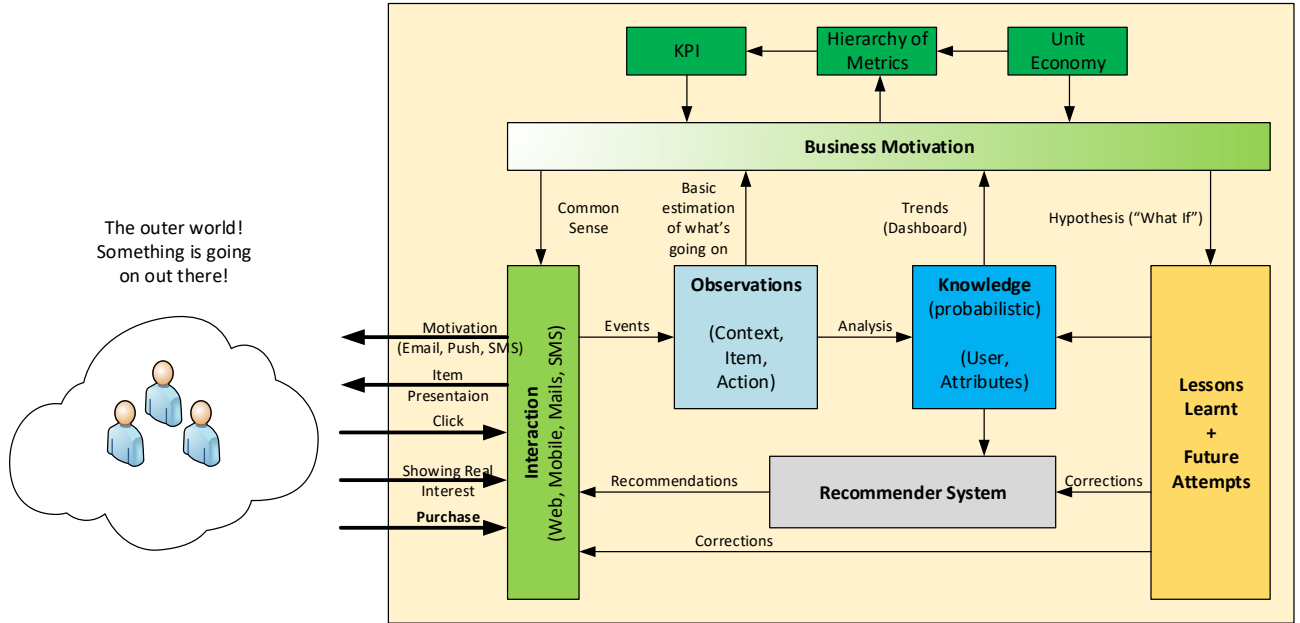 KPI
Hierarchy of
Metrics
Unit
Economy
Business Motivation
Common
Sense
Basic
estimation
of what's
going on
Trends
(Dashboard)
Hypothesis ("What If")
The outer world!
Something is going
on out there!
Motivation
(Email, Push, SMS)
Item
Presentaion
Click
Showing Real
Interest
Purchase
Interaction
(Web, Mobile, Mails, SMS)
Events
Observations
(Context,
Item,
Action)
Analysis
Knowledge
(probabilistic)
(User,
Attributes)
Lessons
Learnt
+
Future
Attempts
Recommendations
Recommender System
Corrections
Corrections